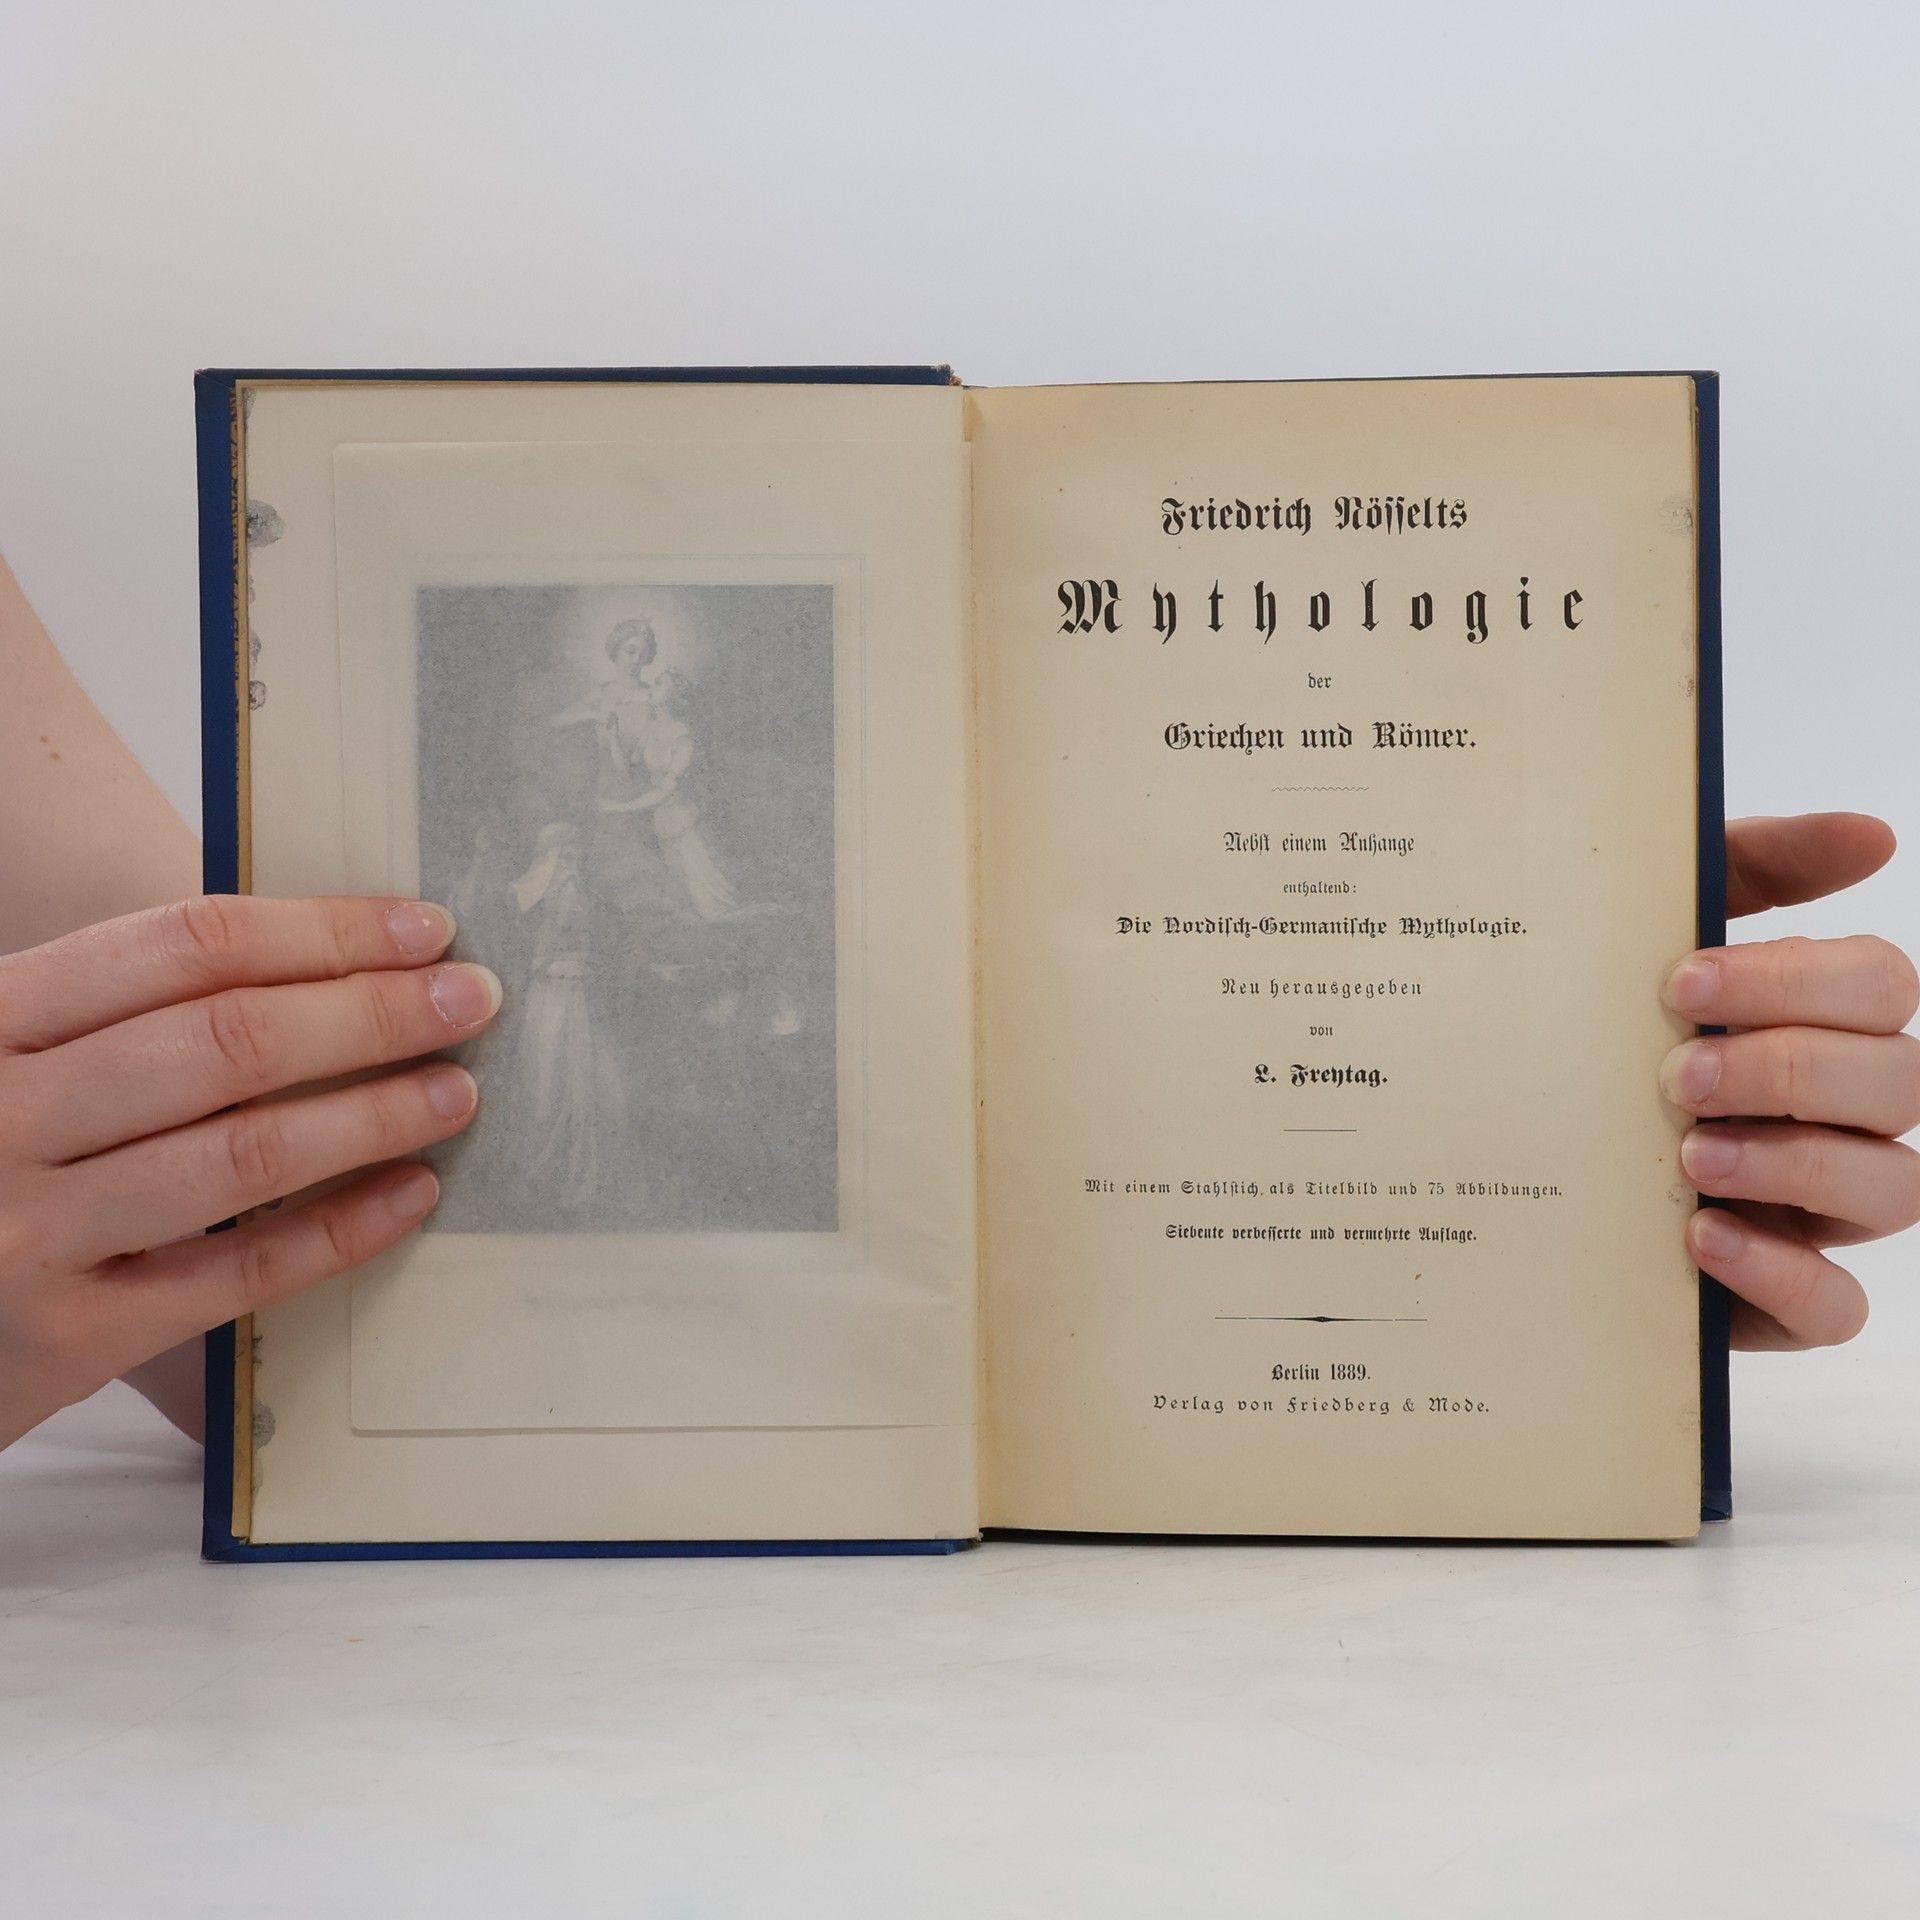 Friedrich Nösselts
Mythologie
der
Griechen und Römer.
Nebst einem Anhange
enthaltend:
Die Nordisch-Germanische Mythologie.
Neu herausgegeben
von
L. Freytag.
Mit einem Stahlstich als Titelbild und 75 Abbildungen.
Siebente verbesserte und vermehrte Auflage.
Berlin 1889.
Verlag von Friedberg & Mode.